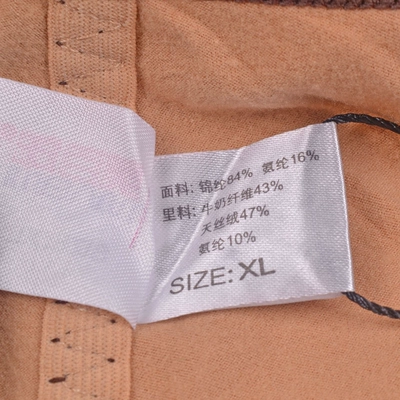 面料: 锦纶84% 氨纶16%
里料: 牛奶纤维43%
天丝绒47%
氨纶10%
SIZE: XL